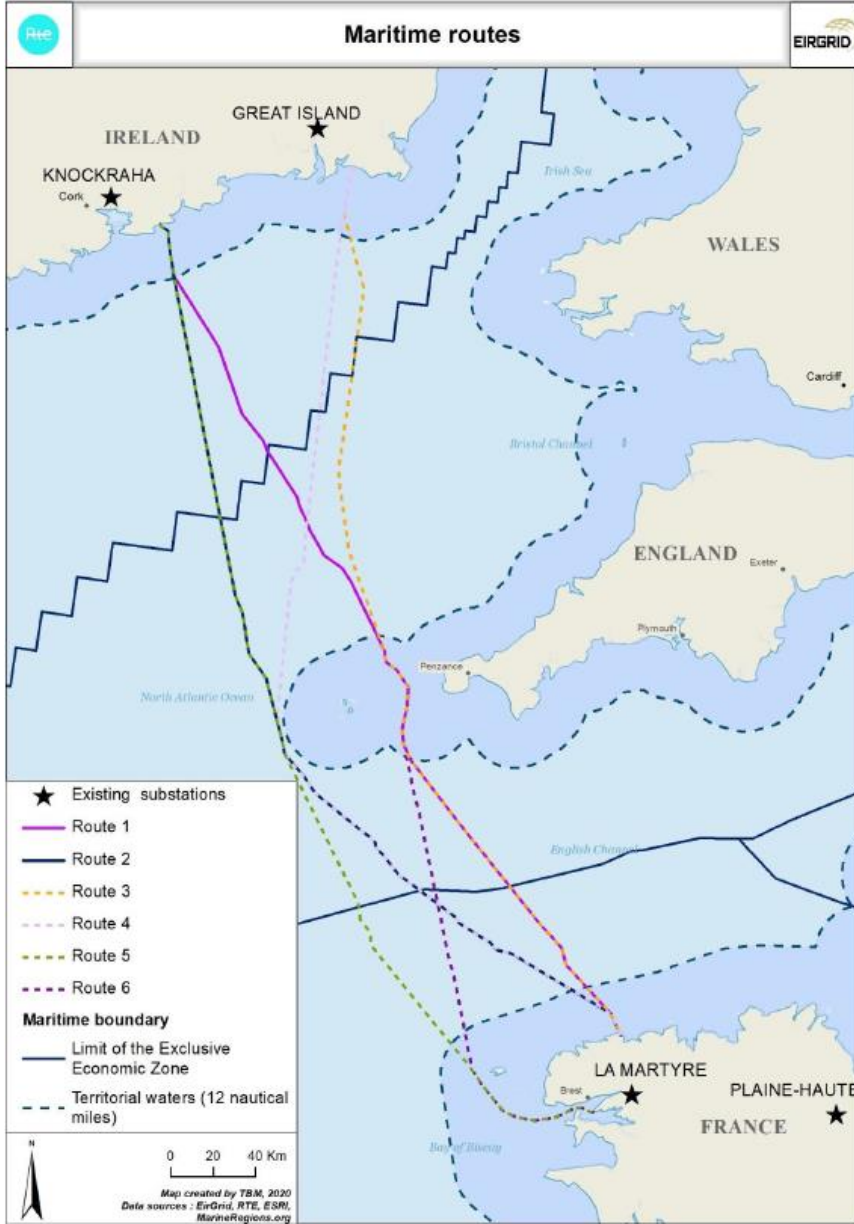 Rte
Maritime routes
EIRGRID
GREAT ISLAND
IRELAND
KNOCKRAHA
Cork
Irish Sea
WALES
Cardiff
Bristol Channel
ENGLAND
Exeter
Plymouth
Penzance
North Atlantic Ocean
English Channel
Existing substations
Route 1
Route 2
Route 3
Route 4
Route 5
Route 6
Maritime boundary
Limit of the Exclusive
Economic Zone
Territorial waters (12 nautical
miles)
LA MARTYRE
Brest
PLAINE-HAUTE
FRANCE
Bay of Biscay
N
0 20 40 Km
Map created by TBM, 2020
Data sources : EirGrid, RTE, ESRI,
MarineRegions.org